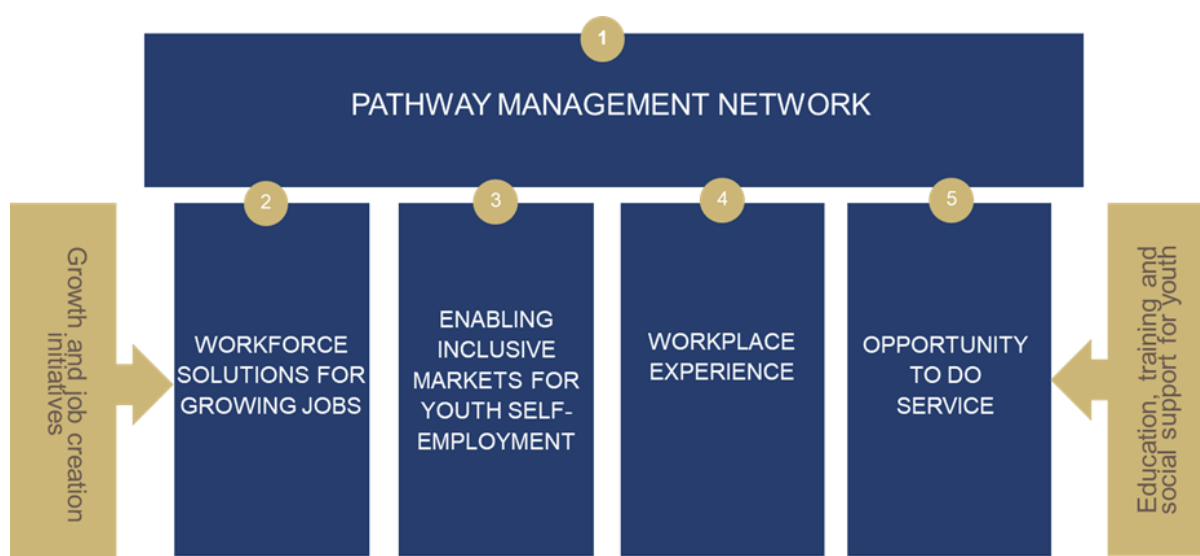 1
PATHWAY MANAGEMENT NETWORK
Growth and job creation
initiatives
2
WORKFORCE
SOLUTIONS FOR
GROWING JOBS
3
ENABLING
INCLUSIVE
MARKETS FOR
YOUTH SELF-
EMPLOYMENT
4
WORKPLACE
EXPERIENCE
5
OPPORTUNITY
TO DO
SERVICE
Education, training and
social support for youth